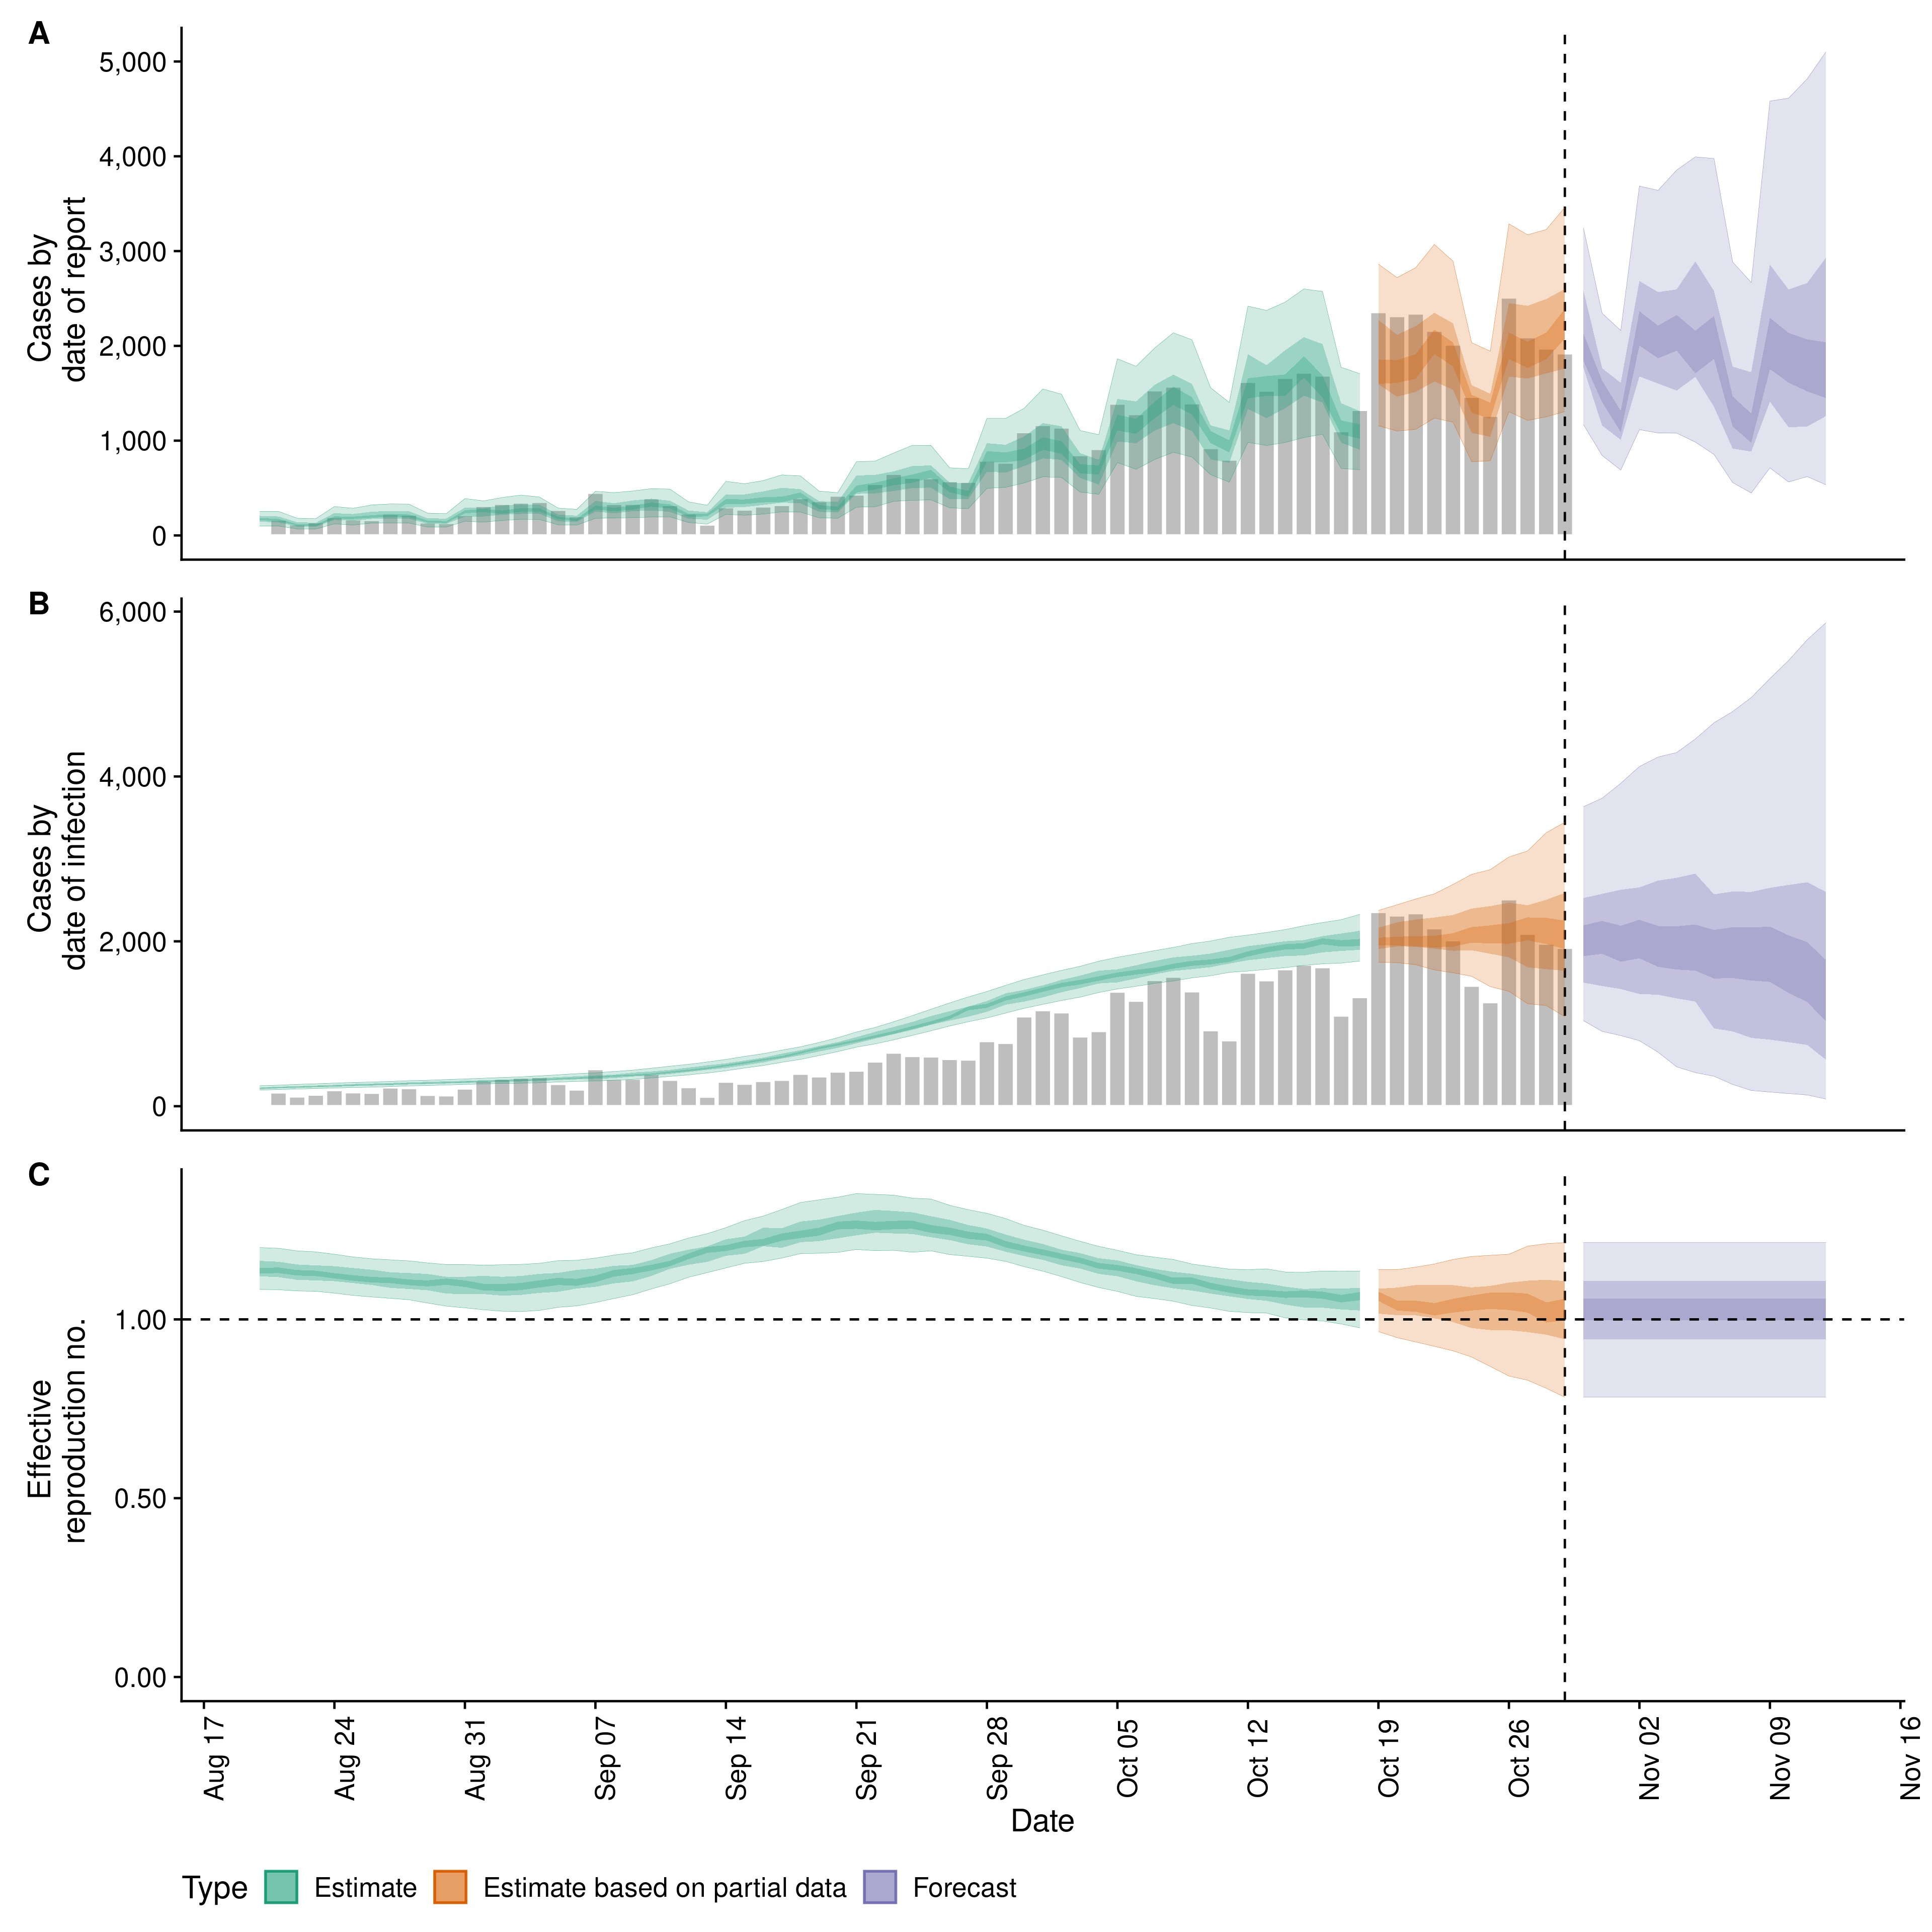 A
Cases by
date of report
5,000
4,000
3,000
2,000
1,000
0
B
Cases by
date of infection
6,000
4,000
2,000
0
C
Effective
reproduction no.
1.00
0.50
0.00
Aug 17
Aug 24
Aug 31
Sep 07
Sep 14
Sep 21
Sep 28
Oct 05
Oct 12
Oct 19
Oct 26
Nov 02
Nov 09
Nov 16
Date
Type Estimate Estimate based on partial data Forecast